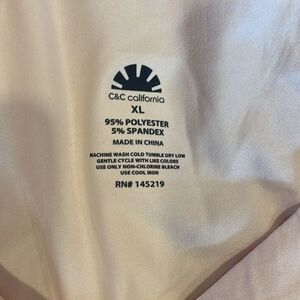 C&C california
XL
95% POLYESTER
5% SPANDEX
MADE IN CHINA
MACHINE WASH COLD TUMBLE DRY LOW
GENTLE CYCLE WITH LIKE COLORS
USE ONLY NON-CHLORINE BLEACH
USE COOL IRON
RN# 145219